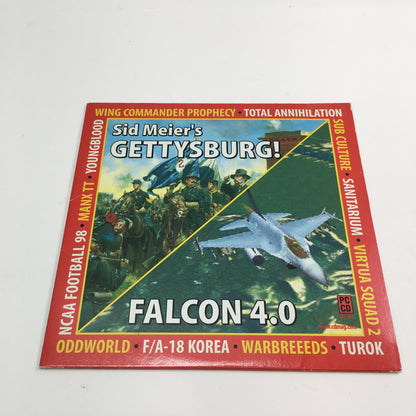 WING COMMANDER PROPHECY • TOTAL ANNIHILATION
SUB CULTURE • SANITARIUM • VIRTUA SQUAD 2
NCAA FOOTBALL 98 • MANX TT • YOUNGBLOOD
Sid Meier's
GETTYSBURG!
FALCON 4.0
PC
CD
ODDWORLD • F/A-18 KOREA • WARBREEEDS • TUROK